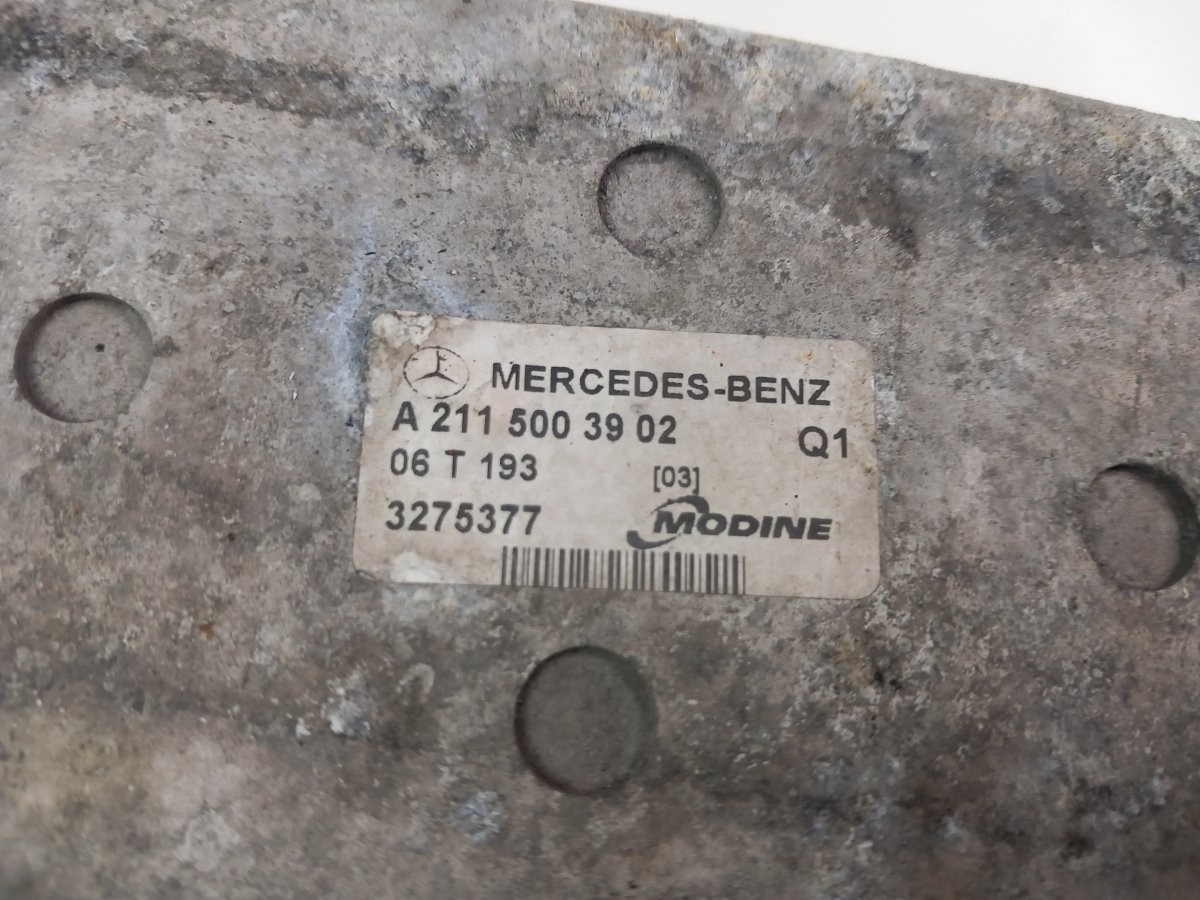 MERCEDES-BENZ
A 211 500 39 02 Q1
06 T 193 [03]
3275377 MODINE